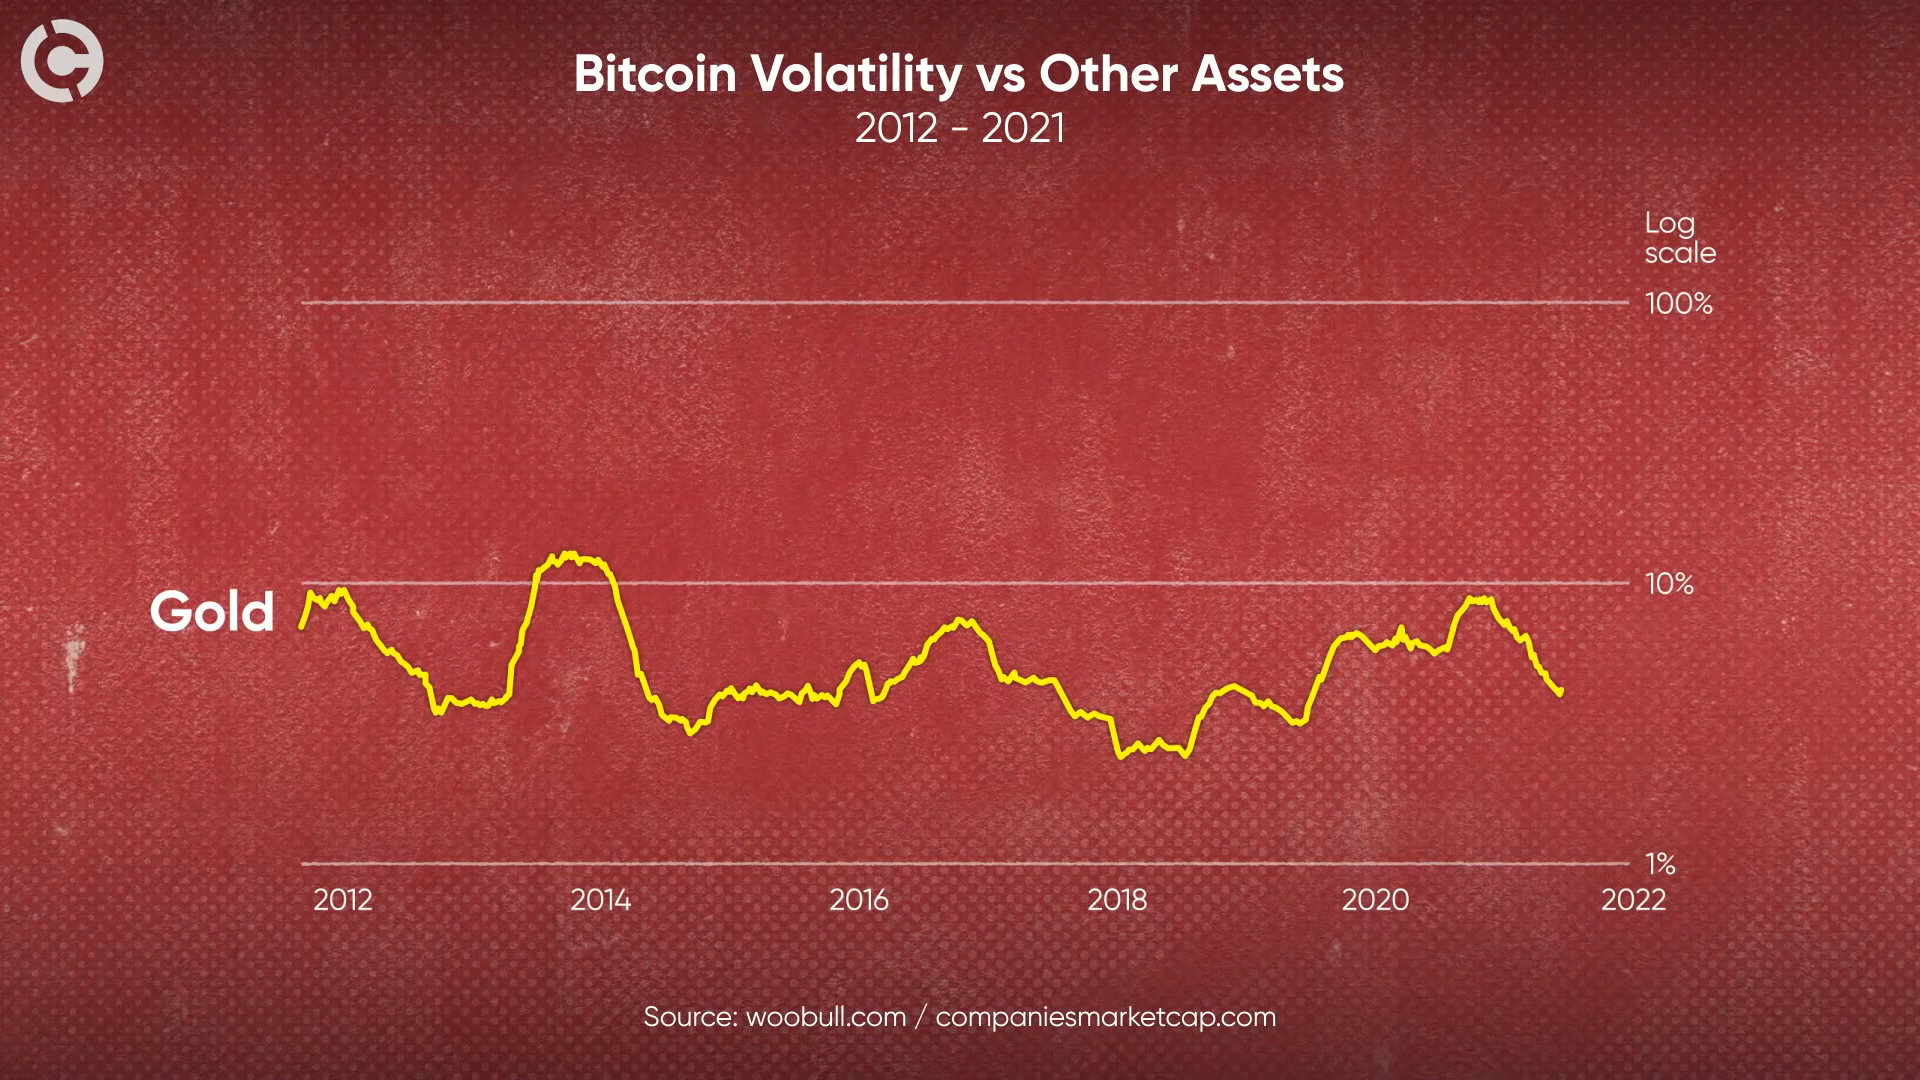 Bitcoin Volatility vs Other Assets
2012 - 2021
Log
scale
100%
10%
Gold
1%
2012 2014 2016 2018 2020 2022
Source: woobull.com / companiesmarketcap.com